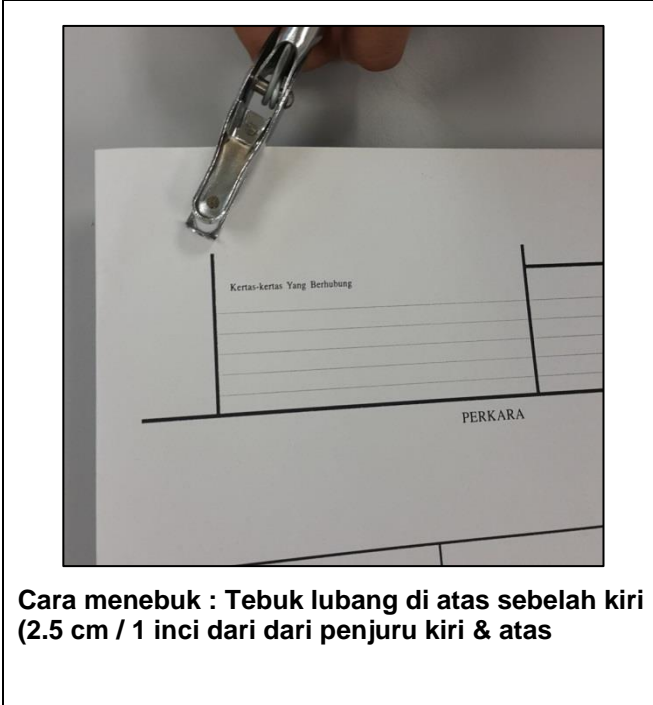 Kertas-kertas Yang Berhubung
PERKARA
Cara menebuk : Tebuk lubang di atas sebelah kiri
(2.5 cm / 1 inci dari dari penjuru kiri & atas